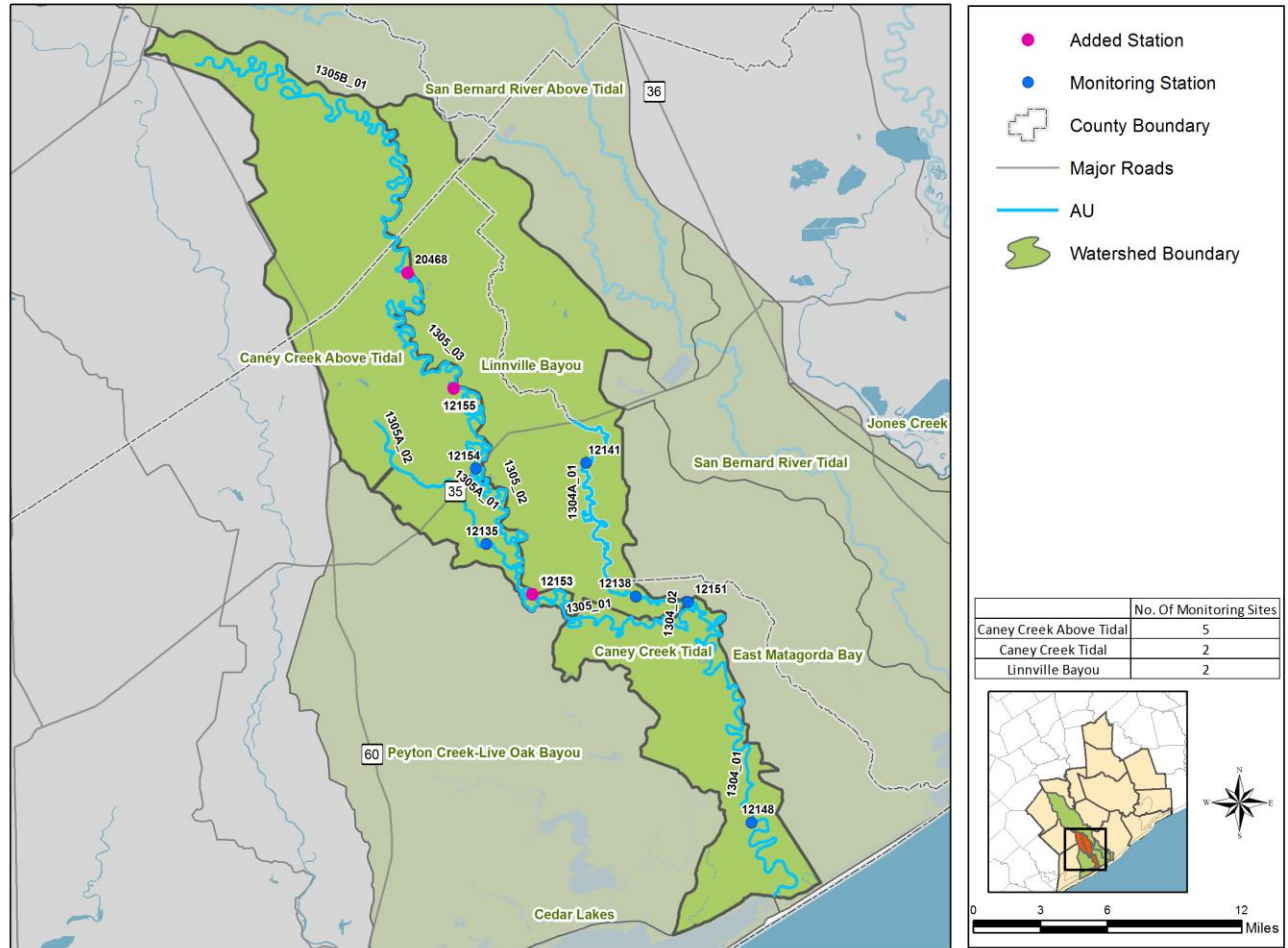 1305B_01
San Bernard River Above Tidal
36
20468
1305_03
Caney Creek Above Tidal
Linnville Bayou
12155
Jones Creek
1305A_02
12154
12141
San Bernard River Tidal
1305A_01
1305_02
35
1304A_01
12135
12153
12138
12151
1305_01
1304_02
Caney Creek Tidal
East Matagorda Bay
60
Peyton Creek-Live Oak Bayou
1304_01
12148
Cedar Lakes
Added Station
Monitoring Station
County Boundary
Major Roads
AU
Watershed Boundary
No. Of Monitoring Sites
Caney Creek Above Tidal 5
Caney Creek Tidal 2
Linnville Bayou 2
N
W E
S
0 3 6 12
Miles